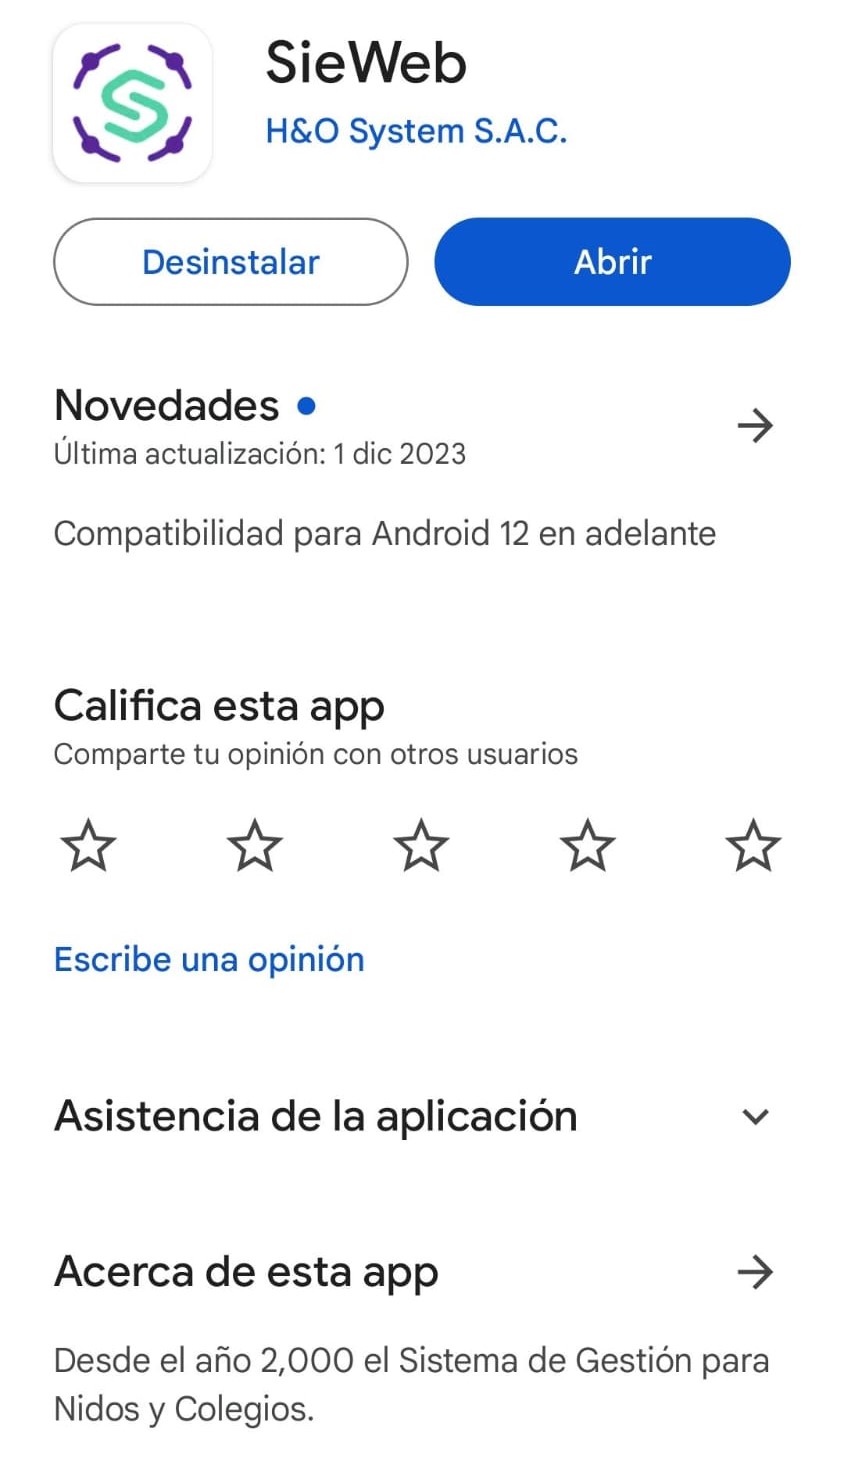 SieWeb
H&O System S.A.C.
Desinstalar
Abrir
Novedades
Última actualización: 1 dic 2023
Compatibilidad para Android 12 en adelante
Califica esta app
Comparte tu opinión con otros usuarios
Escribe una opinión
Asistencia de la aplicación
Acerca de esta app
Desde el año 2,000 el Sistema de Gestión para
Nidos y Colegios.